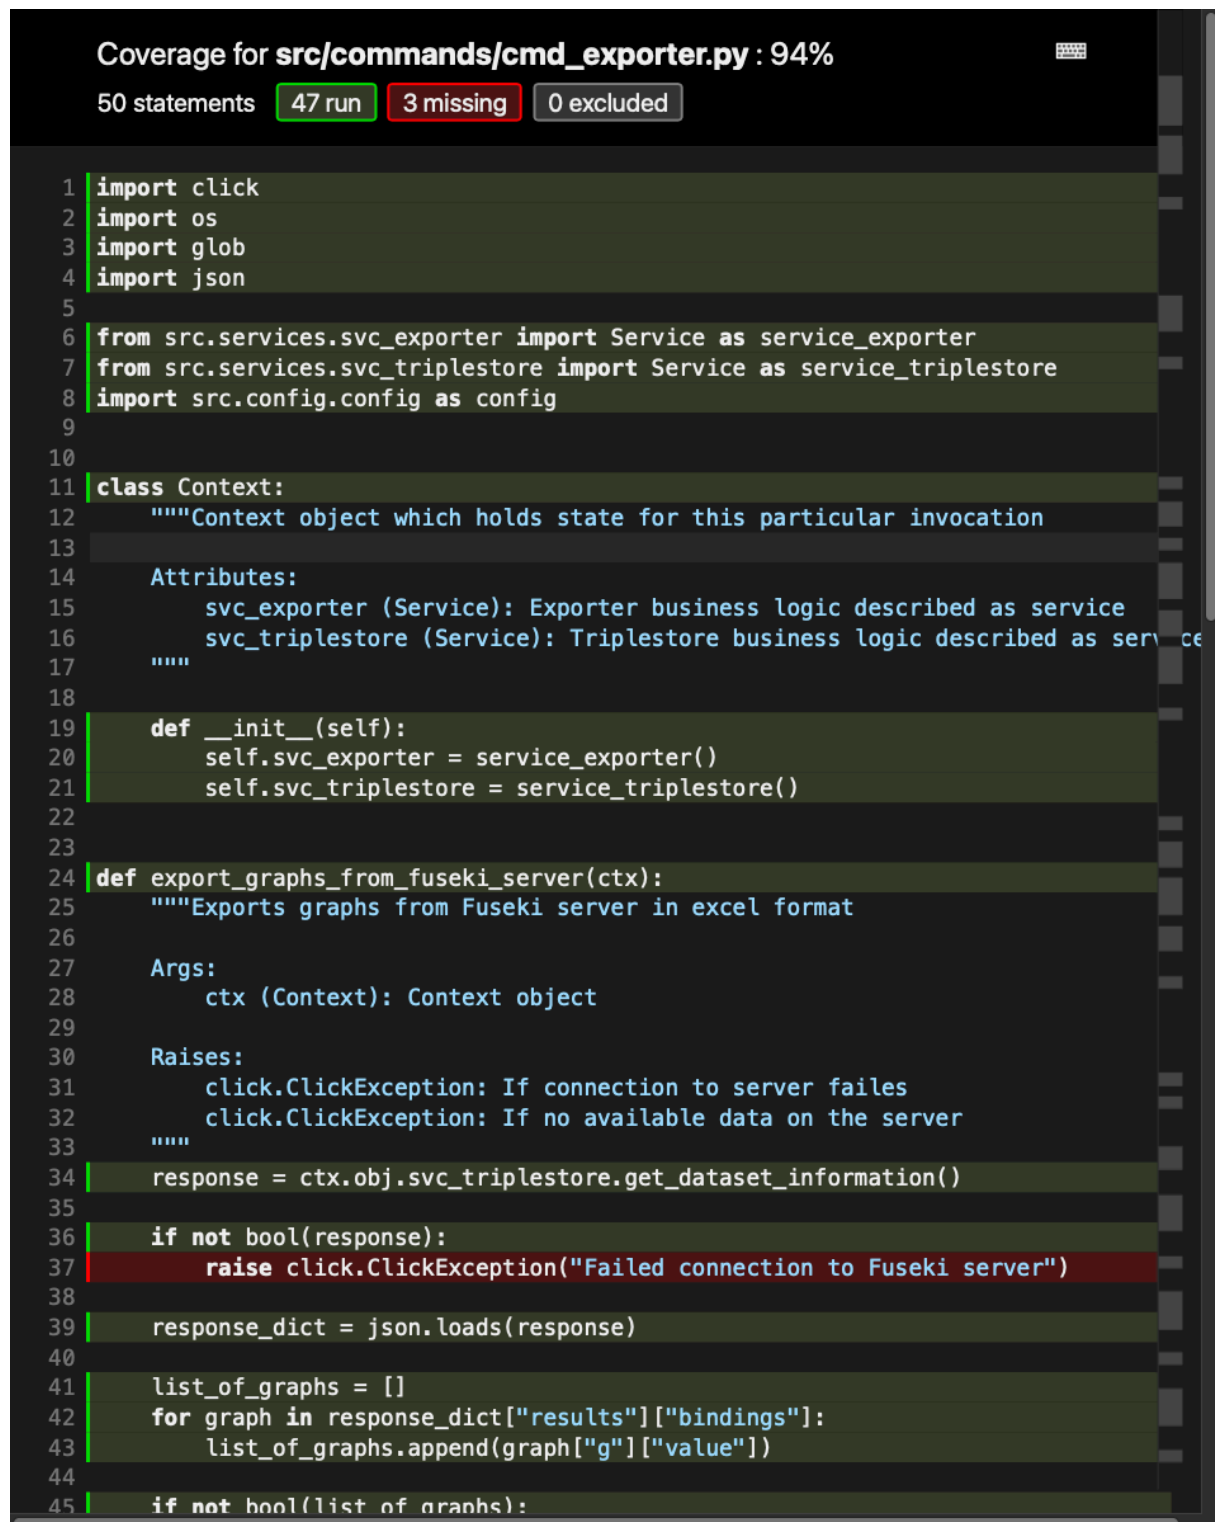 Coverage for src/commands/cmd_exporter.py : 94%
50 statements 47 run 3 missing 0 excluded
1 import click
2 import os
3 import glob
4 import json
5
6 from src.services.svc_exporter import Service as service_exporter
7 from src.services.svc_triplestore import Service as service_triplestore
8 import src.config.config as config
9
10
11 class Context:
12     """Context object which holds state for this particular invocation
13
14     Attributes:
15         svc_exporter (Service): Exporter business logic described as service
16         svc_triplestore (Service): Triplestore business logic described as service
17     """
18
19     def __init__(self):
20         self.svc_exporter = service_exporter()
21         self.svc_triplestore = service_triplestore()
22
23
24 def export_graphs_from_fuseki_server(ctx):
25     """Exports graphs from Fuseki server in excel format
26
27     Args:
28         ctx (Context): Context object
29
30     Raises:
31         click.ClickException: If connection to server failes
32         click.ClickException: If no available data on the server
33     """
34     response = ctx.obj.svc_triplestore.get_dataset_information()
35
36     if not bool(response):
37         raise click.ClickException("Failed connection to Fuseki server")
38
39     response_dict = json.loads(response)
40
41     list_of_graphs = []
42     for graph in response_dict["results"]["bindings"]:
43         list_of_graphs.append(graph["g"]["value"])
44
45     if not bool(list_of_graphs):